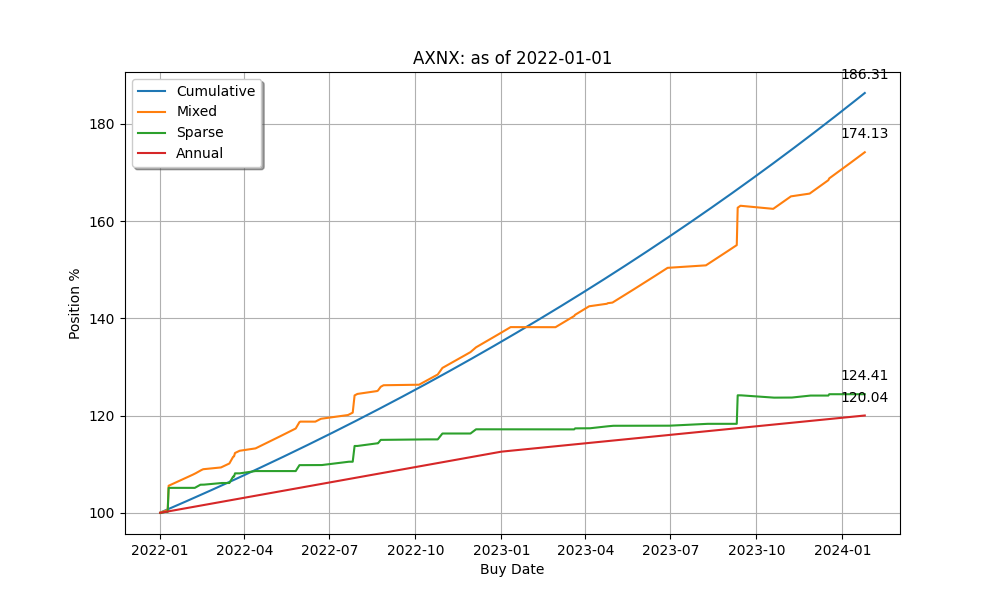 AXNX: as of 2022-01-01
186.31
Cumulative
Mixed
Sparse
Annual
174.13
124.41
120.04
180
160
140
120
100
Position %
2022-01 2022-04 2022-07 2022-10 2023-01 2023-04 2023-07 2023-10 2024-01
Buy Date